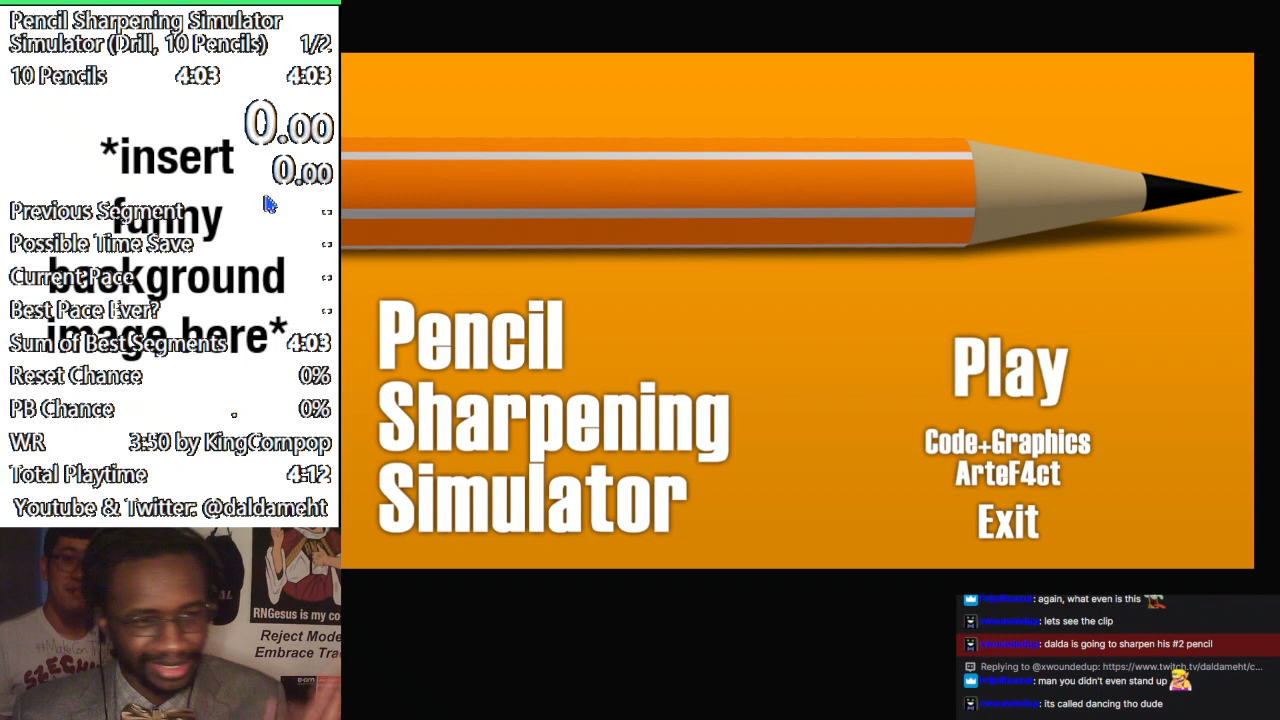 Pencil Sharpening Simulator
Simulator (Drill, 10 Pencils) 1/2
10 Pencils 4:03 4:03
0.00
*insert
0.00
Previous Segment -
funny
Possible Time Save -
Current Pace -
background
Best Pace Ever? -
image here*
Sum of Best Segments 4:03
Reset Chance 0%
PB Chance 0%
WR 3:50 by KingCornpop
Total Playtime 4:12
Youtube & Twitter: @daldameht
Pencil
Sharpening
Simulator
Play
Code+Graphics
ArteF4ct
Exit
RNGesus is my co
Reject Mode
Embrace Tra
: again, what even is this
: lets see the clip
: dalda is going to sharpen his #2 pencil
Replying to @xwoundedup: https://www.twitch.tv/daldameht/c...
: man you didn't even stand up
: its called dancing tho dude